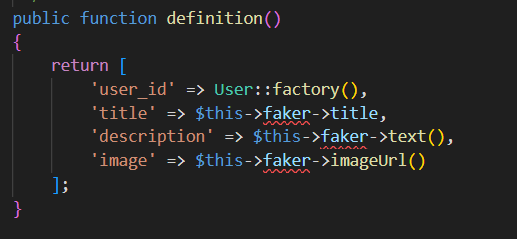 public function definition()
{
    return [
        'user_id' => User::factory(),
        'title' => $this->faker->title,
        'description' => $this->faker->text(),
        'image' => $this->faker->imageUrl()
    ];
}